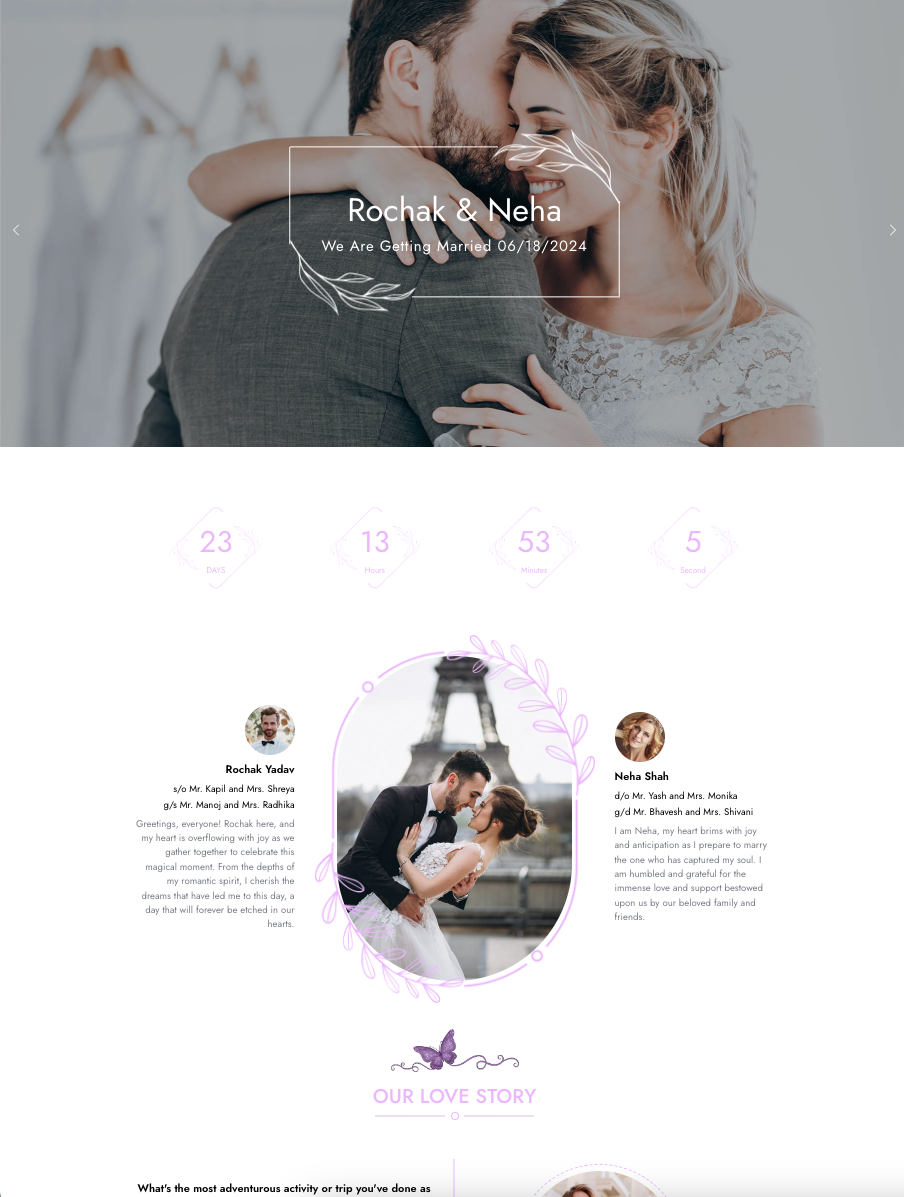 Rochak & Neha
We Are Getting Married 06/18/2024
23
DAYS
13
Hours
53
Minutes
5
Second
Rochak Yadav
s/o Mr. Kapil and Mrs. Shreya
g/s Mr. Manoj and Mrs. Radhika
Greetings, everyone! Rochak here, and
my heart is overflowing with joy as we
gather together to celebrate this
magical moment. From the depths of
my romantic spirit, I cherish the
dreams that have led me to this day, a
day that will forever be etched in our
hearts.
Neha Shah
d/o Mr. Yash and Mrs. Monika
g/d Mr. Bhavesh and Mrs. Shivani
I am Neha, my heart brims with joy
and anticipation as I prepare to marry
the one who has captured my soul. I
am humbled and grateful for the
immense love and support bestowed
upon us by our beloved family and
friends.
OUR LOVE STORY
What's the most adventurous activity or trip you've done as